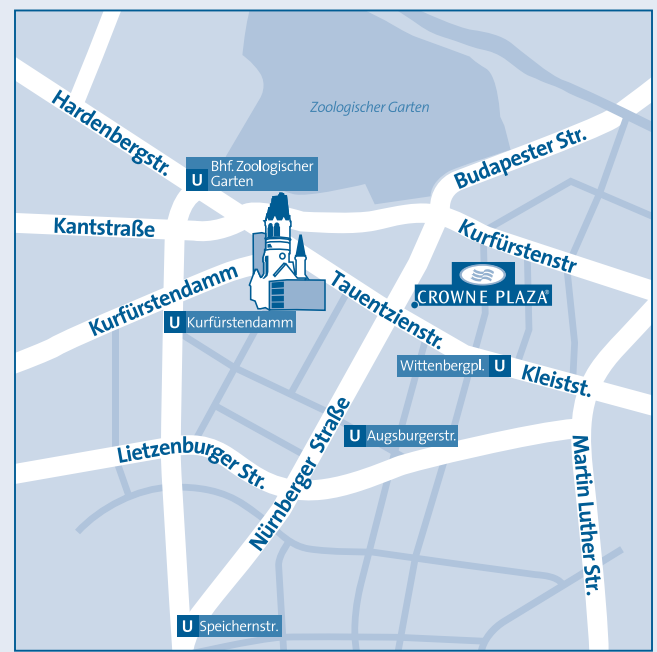 Zoologischer Garten
Hardenbergstr.
Budapester Str.
U Bhf. Zoologischer
Garten
Kantstraße
Kurfürstenstr
Kurfürstendamm
Tauentzienstr.
CROWNE PLAZA®
U Kurfürstendamm
Wittenbergpl. U
Kleistst.
Nürnberger Straße
U Augsburgerstr.
Lietzenburger Str.
Martin Luther Str.
U Speichernstr.